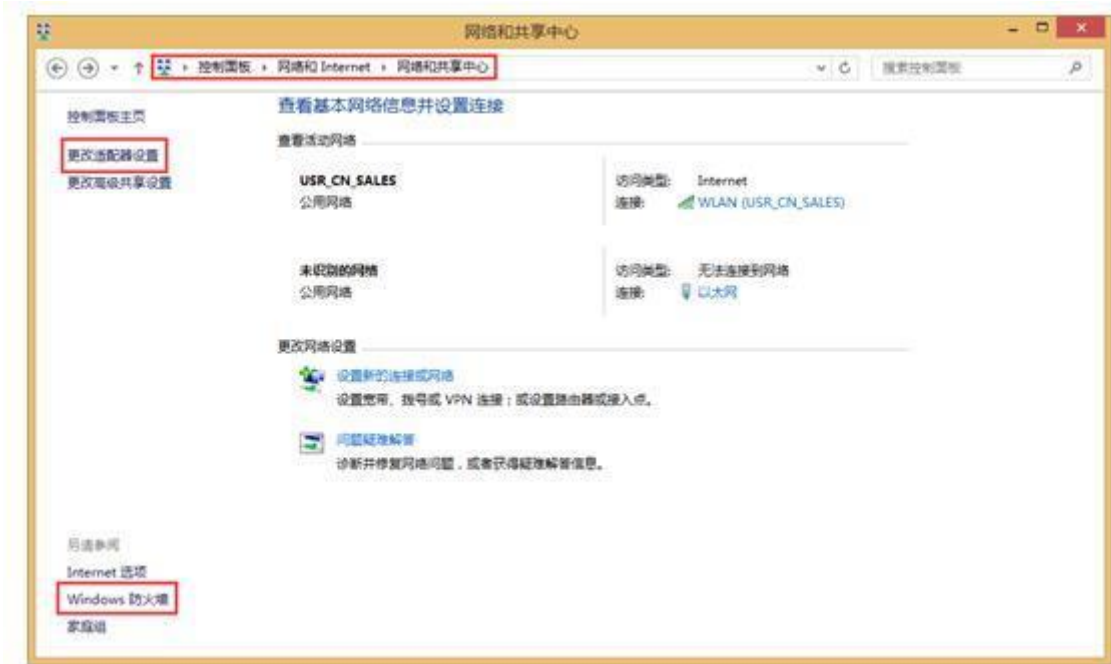 网络和共享中心
控制面板 网络和 Internet 网络和共享中心
搜索控制面板
控制面板主页
更改适配器设置
更改高级共享设置
查看基本网络信息并设置连接
查看活动网络
USR_CN_SALES
公用网络
访问类型: Internet
连接: WLAN (USR_CN_SALES)
未识别的网络
公用网络
访问类型: 无法连接到网络
连接: 以太网
更改网络设置
设置新的连接或网络
设置宽带、拨号或 VPN 连接；或设置路由器或接入点。
问题疑难解答
诊断并修复网络问题，或者获得疑难解答信息。
另请参阅
Internet 选项
Windows 防火墙
家庭组